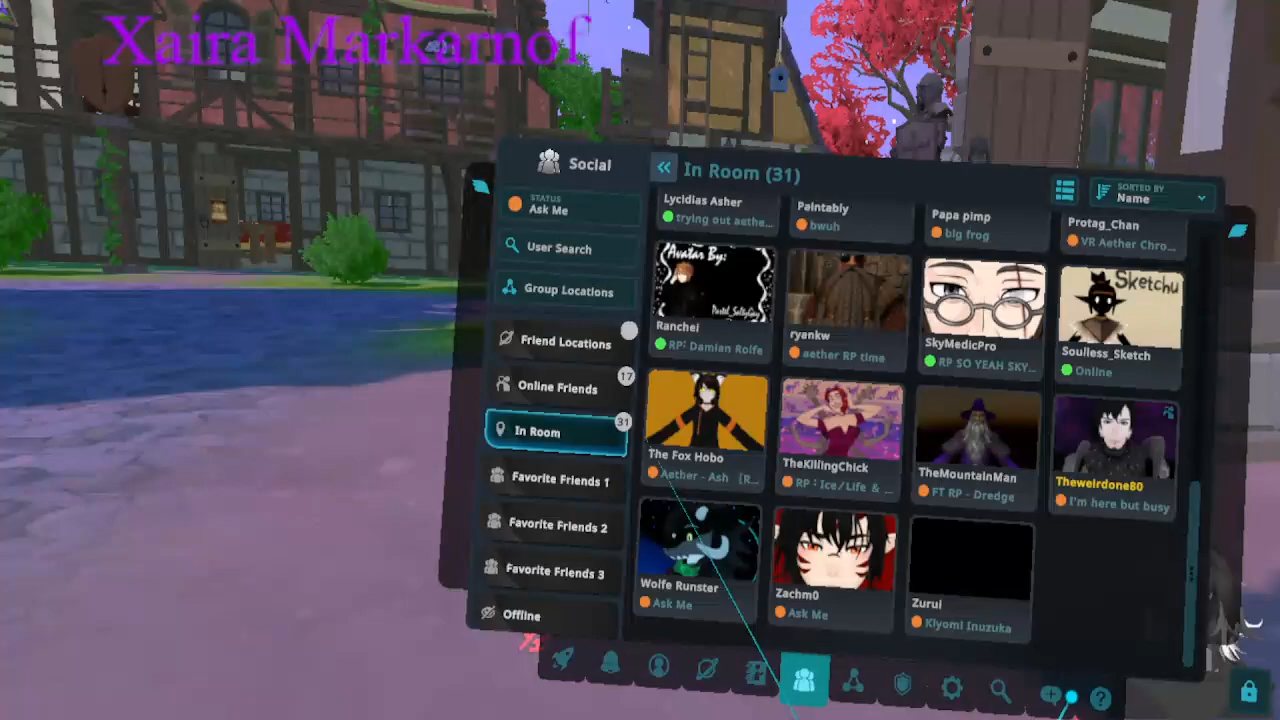 Xaira Markarnof
Social
In Room (31)
SORTED BY
Name
STATUS
Ask Me
User Search
Group Locations
Friend Locations
Online Friends
17
In Room
31
Favorite Friends 1
Favorite Friends 2
Favorite Friends 3
Offline
Lycidias Asher
trying out aethe...
Paintably
bwuh
Papa pimp
big frog
Protag_Chan
VR Aether Chro...
Avatar By:
Pastel_Saltyguy
Ranchei
RP: Damian Rolfe
ryankw
aether RP time
SkyMedicPro
RP SO YEAH SKY...
Sketchu
Soulless_Sketch
Online
The Fox Hobo
Aether - Ash [R...
TheKillingChick
RP : Ice/Life & ...
TheMountainMan
FT RP - Dredge
Theweirdone80
I'm here but busy
Wolfe Runster
Ask Me
Zachm0
Ask Me
Zurui
Kiyomi Inuzuka